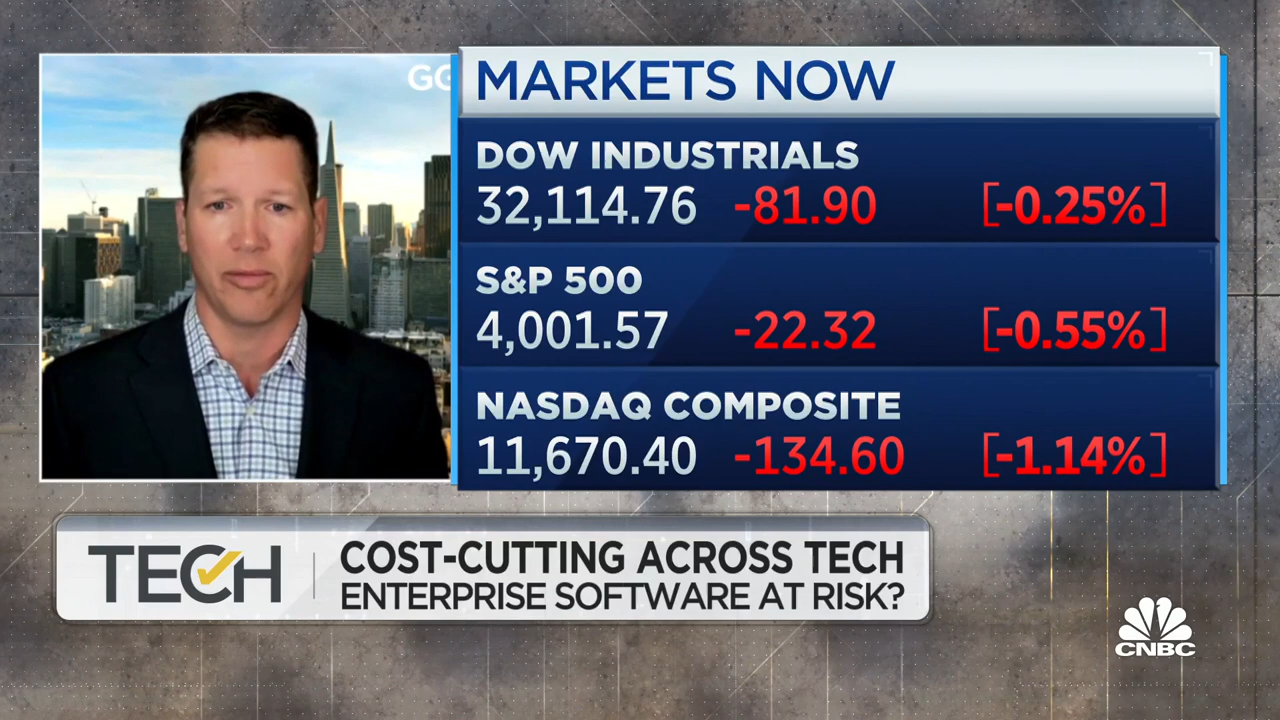 MARKETS NOW
DOW INDUSTRIALS
32,114.76 -81.90 [-0.25%]
S&P 500
4,001.57 -22.32 [-0.55%]
NASDAQ COMPOSITE
11,670.40 -134.60 [-1.14%]
TECH
COST-CUTTING ACROSS TECH
ENTERPRISE SOFTWARE AT RISK?
CNBC